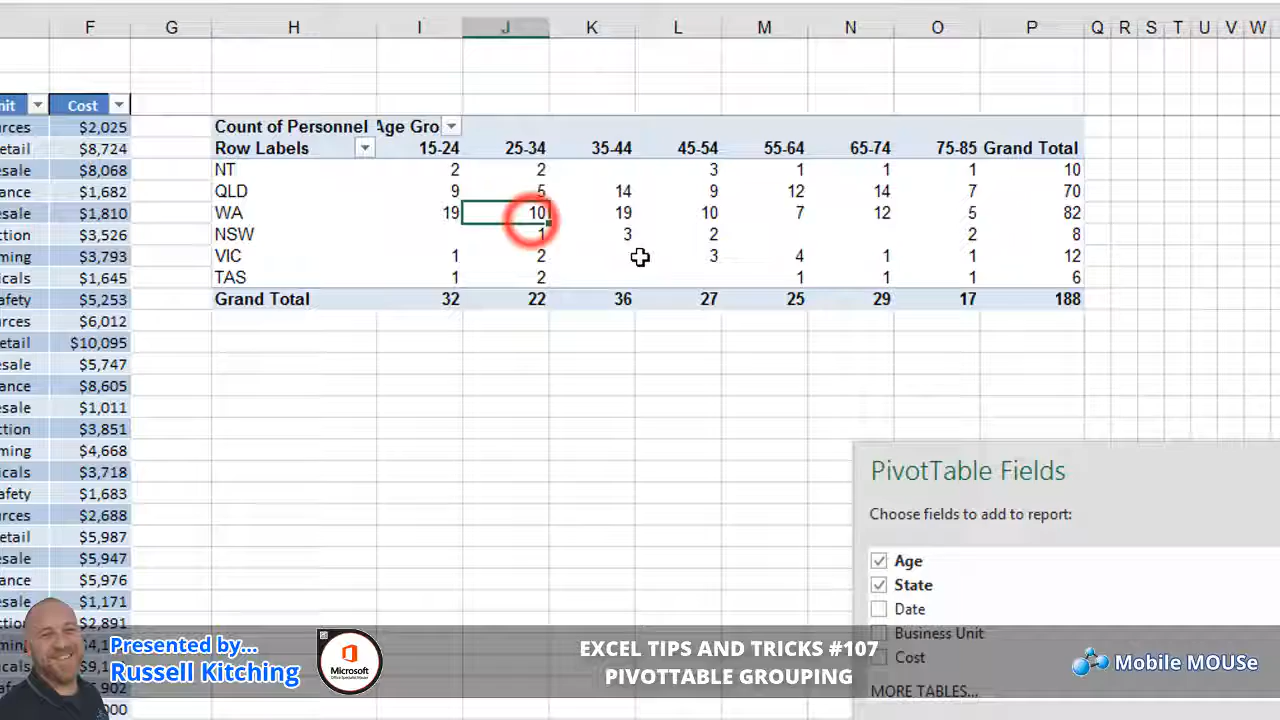 F G H I J K L M N O P Q R S T U V W
nit Cost
Count of Personnel Age Gro
Row Labels 15-24 25-34 35-44 45-54 55-64 65-74 75-85 Grand Total
NT 2 2 3 1 1 1 10
QLD 9 5 14 9 12 14 7 70
WA 19 10 19 10 7 12 5 82
NSW 1 3 2 2 8
VIC 1 2 3 4 1 1 12
TAS 1 2 1 1 1 6
Grand Total 32 22 36 27 25 29 17 188
urces $2,025
etail $8,724
esale $8,068
ance $1,682
esale $1,810
ction $3,526
ming $3,793
icals $1,645
afety $5,253
urces $6,012
etail $10,095
esale $5,747
ance $8,605
esale $1,011
ction $3,851
ming $4,668
icals $3,718
afety $1,683
urces $2,688
etail $5,987
esale $5,947
ance $5,976
esale $1,171
$2,891
PivotTable Fields
Choose fields to add to report:
Age
State
Date
Business Unit
Cost
MORE TABLES...
Presented by...
Russell Kitching
Microsoft
Office Specialist Master
EXCEL TIPS AND TRICKS #107
PIVOTTABLE GROUPING
Mobile MOUSe